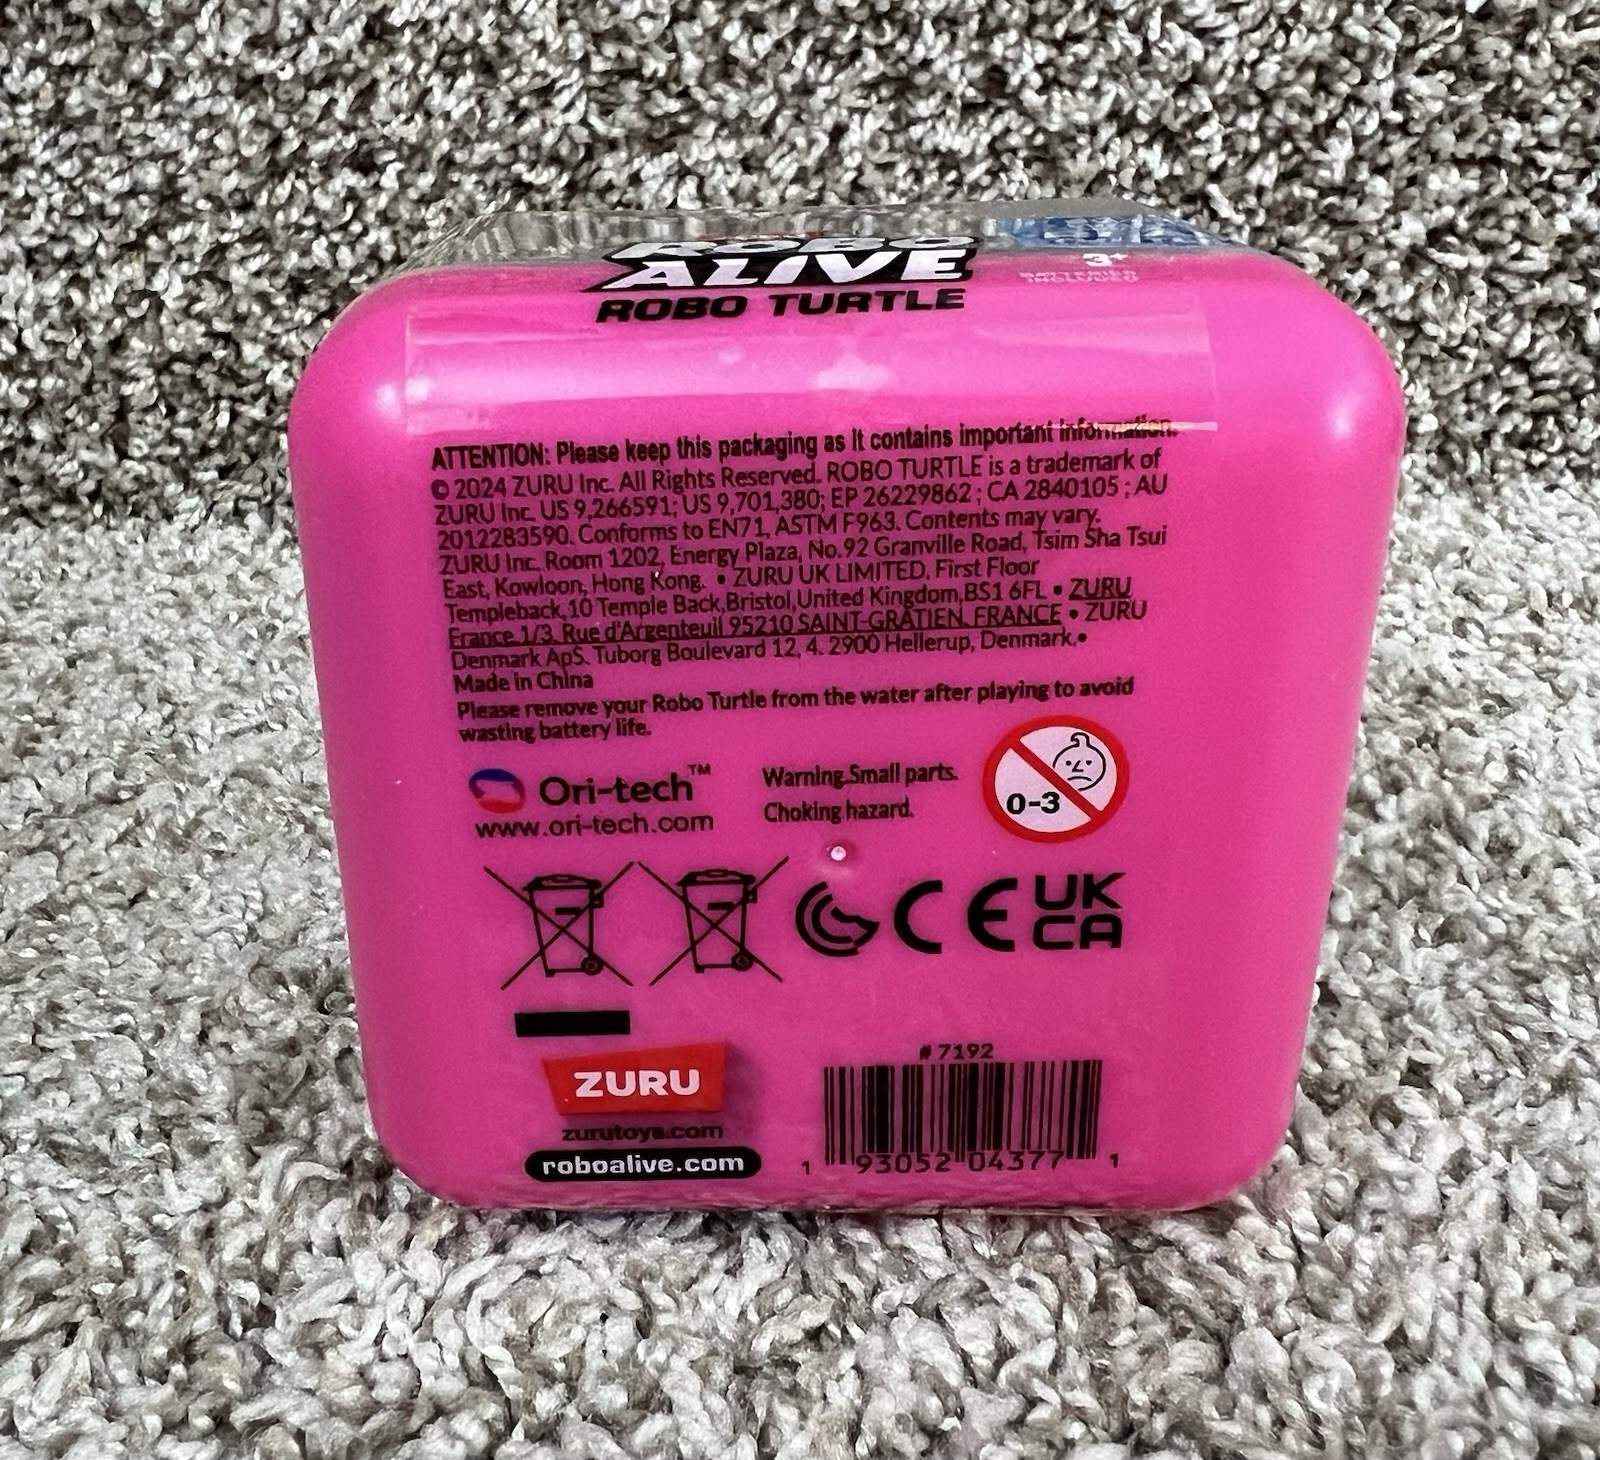 ROBO
ALIVE
ROBO TURTLE
3+
BATTERIES
INCLUDED
ATTENTION: Please keep this packaging as it contains important information.
© 2024 ZURU Inc. All Rights Reserved. ROBO TURTLE is a trademark of
ZURU Inc. US 9,266591; US 9,701,380; EP 26229862 ; CA 2840105 ; AU
2012283590. Conforms to EN71, ASTM F963. Contents may vary.
ZURU Inc. Room 1202, Energy Plaza, No.92 Granville Road, Tsim Sha Tsui
East, Kowloon, Hong Kong. • ZURU UK LIMITED. First Floor
Templeback,10 Temple Back,Bristol,United Kingdom,BS1 6FL • ZURU
France 1/3, Rue d'Argenteuil 95210 SAINT-GRATIEN, FRANCE • ZURU
Denmark ApS. Tuborg Boulevard 12, 4. 2900 Hellerup, Denmark.•
Made in China
Please remove your Robo Turtle from the water after playing to avoid
wasting battery life.
Ori-tech™
www.ori-tech.com
Warning.Small parts.
Choking hazard.
0-3
CE
UK
CA
ZURU
zurutoys.com
roboalive.com
# 7192
1 93052 04377 1